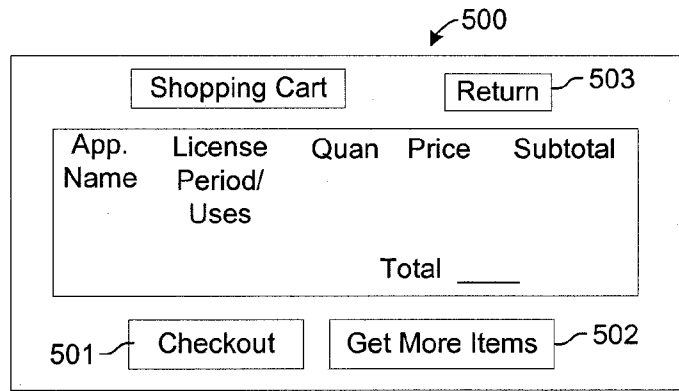 500
Shopping Cart
Return
503
App. Name
License Period/ Uses
Quan
Price
Subtotal
Total
501
Checkout
Get More Items
502